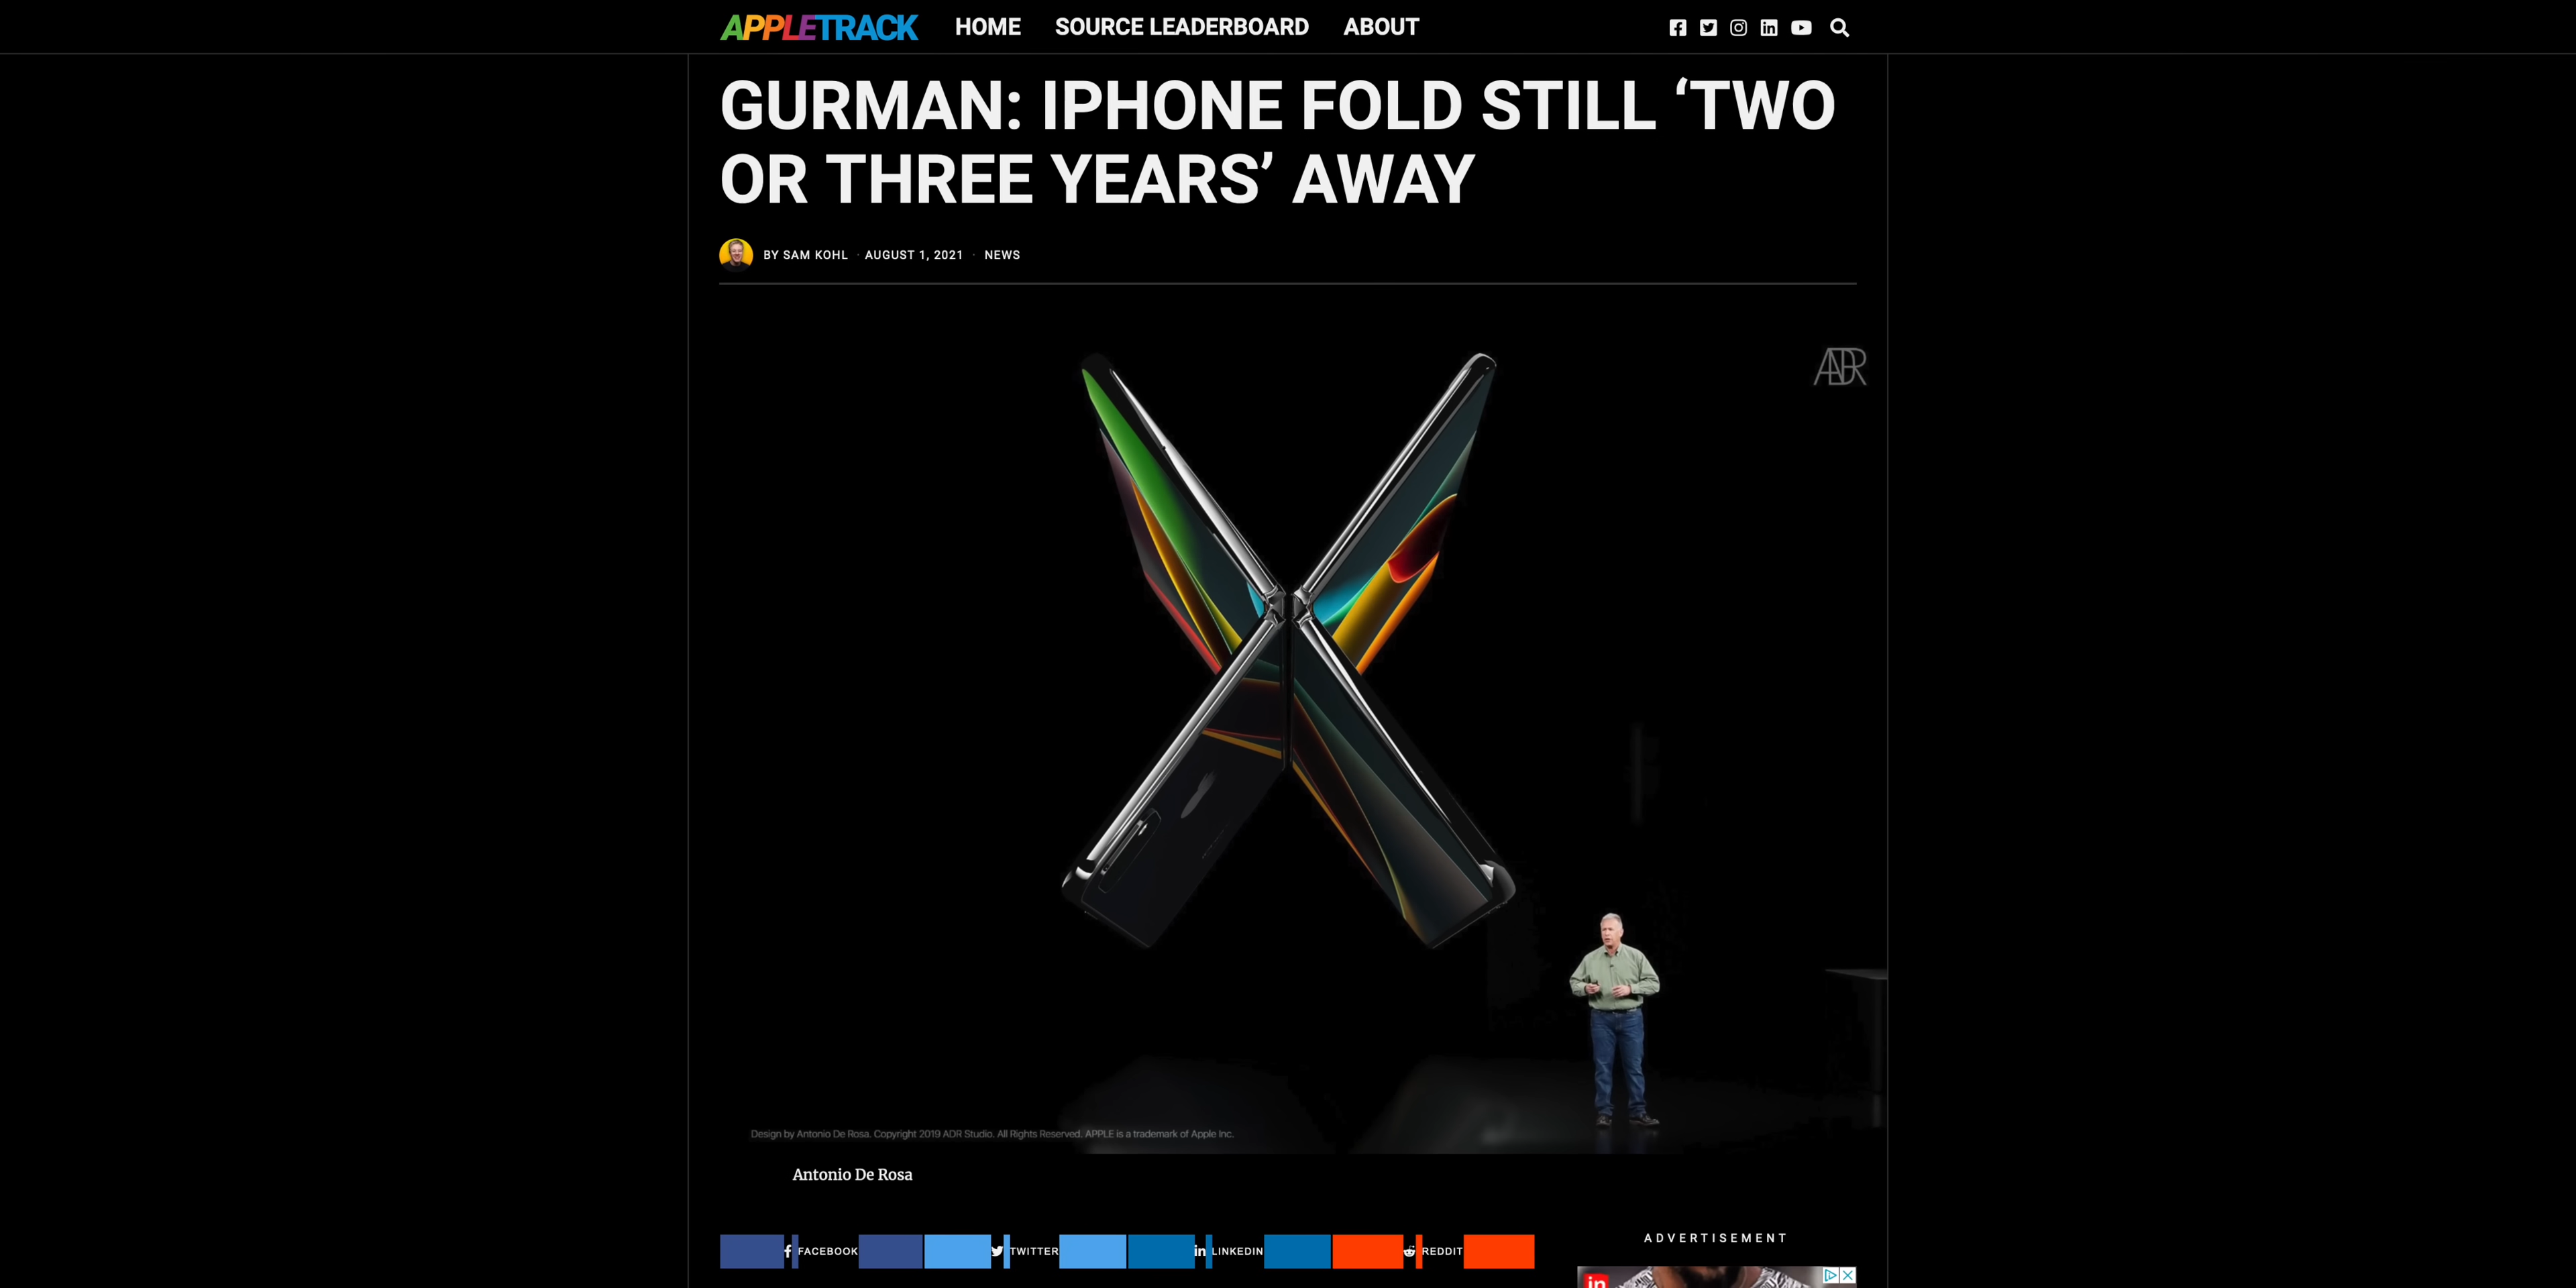 APPLETRACK HOME SOURCE LEADERBOARD ABOUT
GURMAN: IPHONE FOLD STILL ‘TWO
OR THREE YEARS’ AWAY
BY SAM KOHL · AUGUST 1, 2021 · NEWS
ADR
Design by Antonio De Rosa. Copyright 2019 ADR Studio. All Rights Reserved. APPLE is a trademark of Apple Inc.
Antonio De Rosa
FACEBOOK TWITTER LINKEDIN REDDIT
ADVERTISEMENT
in